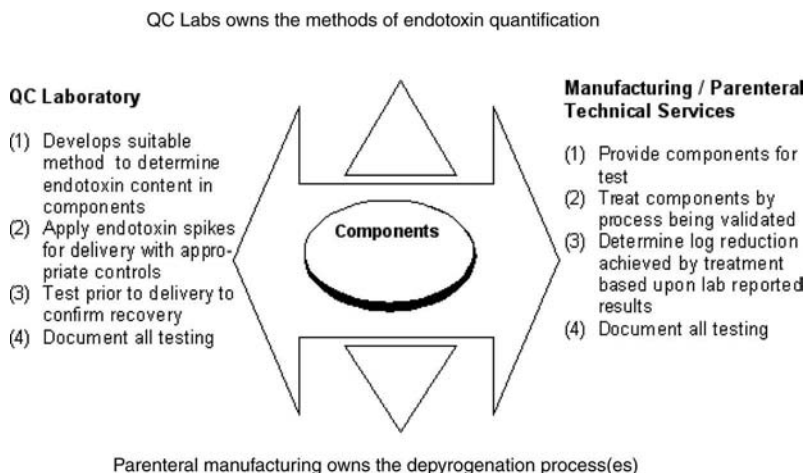 QC Labs owns the methods of endotoxin quantification
QC Laboratory
(1) Develops suitable
method to determine
endotoxin content in
components
(2) Apply endotoxin spikes
for delivery with appro-
priate controls
(3) Test prior to delivery to
confirm recovery
(4) Document all testing
Components
Manufacturing / Parenteral
Technical Services
(1) Provide components for
test
(2) Treat components by
process being validated
(3) Determine log reduction
achieved by treatment
based upon lab reported
results
(4) Document all testing
Parenteral manufacturing owns the depyrogenation process(es)